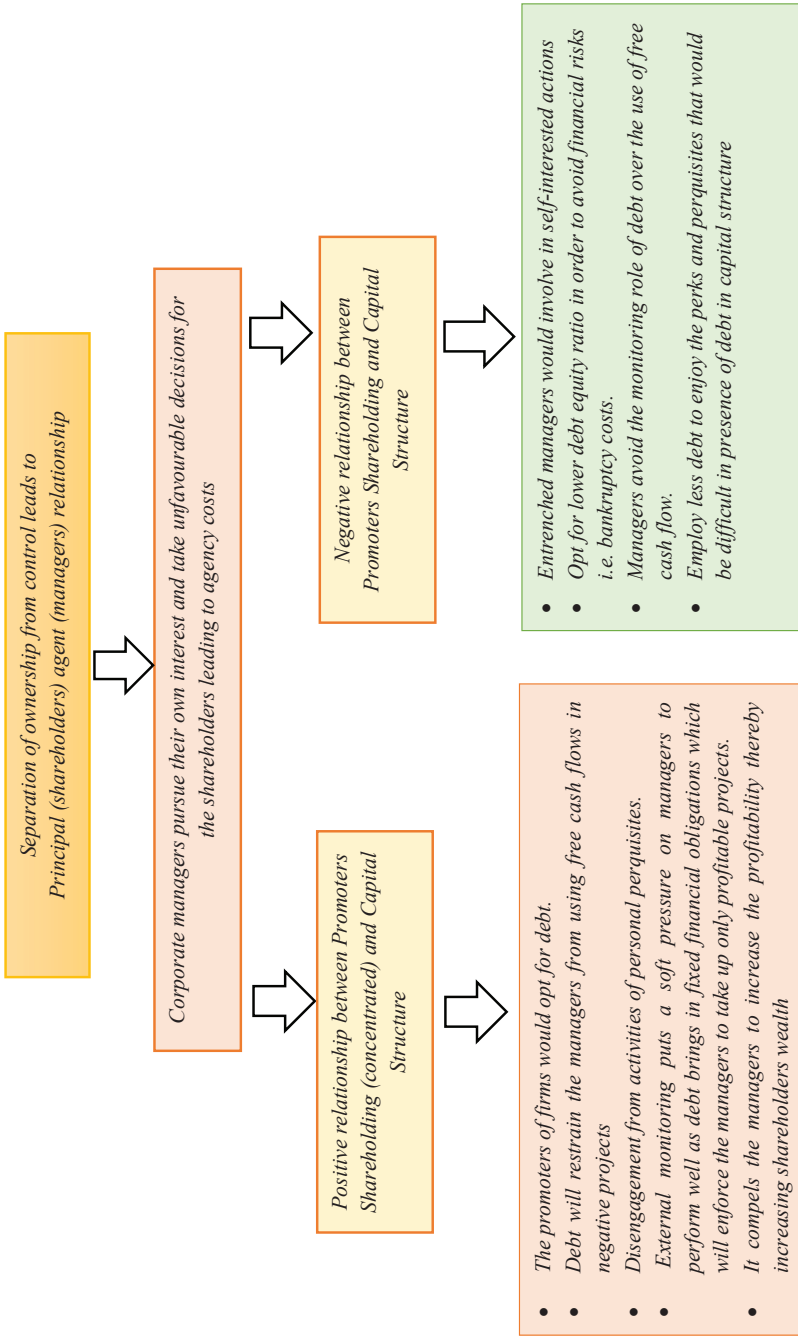 Separation of ownership from control leads to
Principal (shareholders) agent (managers) relationship
Corporate managers pursue their own interest and take unfavourable decisions for
the shareholders leading to agency costs
Positive relationship between Promoters
Shareholding (concentrated) and Capital
Structure
Negative relationship between
Promoters Shareholding and Capital
Structure
• The promoters of firms would opt for debt.
• Debt will restrain the managers from using free cash flows in
negative projects
• Disengagement from activities of personal perquisites.
• External monitoring puts a soft pressure on managers to
perform well as debt brings in fixed financial obligations which
will enforce the managers to take up only profitable projects.
• It compels the managers to increase the profitability thereby
increasing shareholders wealth
• Entrenched managers would involve in self-interested actions
• Opt for lower debt equity ratio in order to avoid financial risks
i.e. bankruptcy costs.
• Managers avoid the monitoring role of debt over the use of free
cash flow.
• Employ less debt to enjoy the perks and perquisites that would
be difficult in presence of debt in capital structure